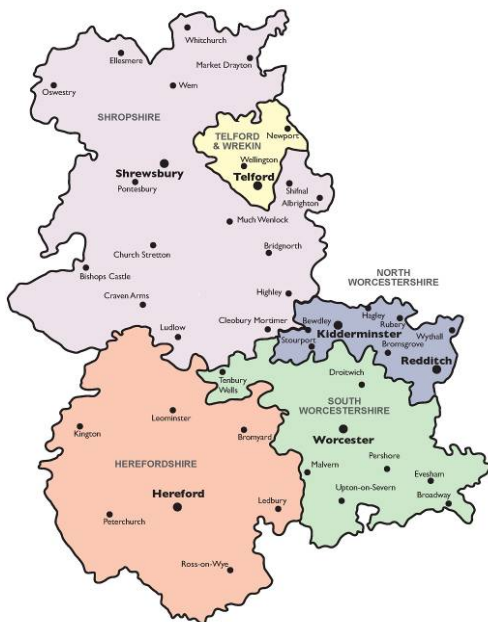 Whitchurch
Ellesmere
Market Drayton
Oswestry
Wem
SHROPSHIRE
Newport
TELFORD
& WREKIN
Wellington
Shrewsbury
Telford
Pontesbury
Shifnal
Albrighton
Much Wenlock
Church Stretton
Bridgnorth
Bishops Castle
NORTH
WORCESTERSHIRE
Highley
Craven Arms
Hagley
Bewdley
Rubery
Cleobury Mortimer
Kidderminster
Wythall
Ludlow
Stourport
Bromsgrove
Redditch
Droitwich
Tenbury
Wells
SOUTH
WORCESTERSHIRE
Leominster
Kington
Bromyard
Worcester
HEREFORDSHIRE
Pershore
Malvern
Evesham
Upton-on-Severn
Hereford
Broadway
Ledbury
Peterchurch
Ross-on-Wye